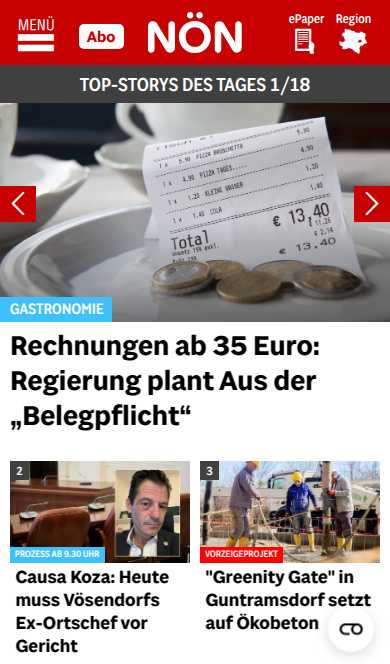 MENÜ
Abo
NÖN
ePaper
Region
TOP-STORYS DES TAGES 1/18
5.90
1 x 5.90 PIZZA BRUSCHETTA
4.90
1 x 4.90 PIZZA TAGES
1.20
1 x 1.20 KLEINE WASSER
1.40
1 x 1.40 COLA
€ 13,40
Total
€ 2.14
€ 13.40
GASTRONOMIE
Rechnungen ab 35 Euro:
Regierung plant Aus der
„Belegpflicht“
2
PROZESS AB 9.30 UHR
Causa Koza: Heute
muss Vösendorfs
Ex-Ortschef vor
Gericht
3
VORZEIGEPROJEKT
"Greenity Gate" in
Guntramsdorf setzt
auf Ökobeton